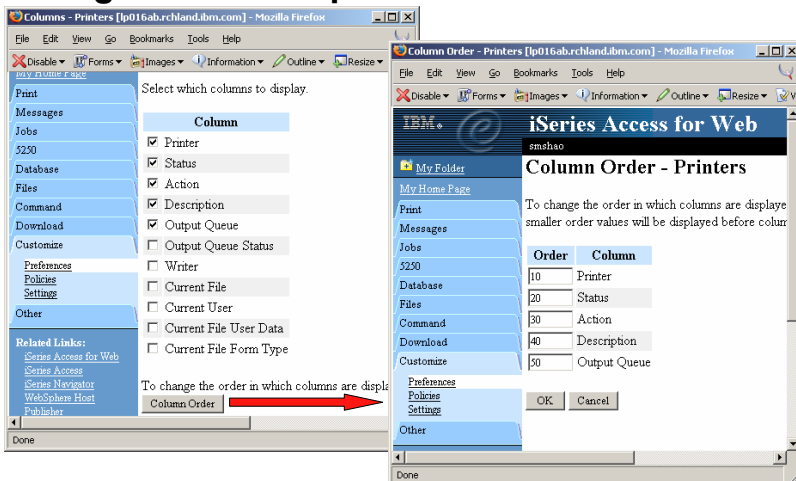 Columns - Printers [lp016ab.rchland.ibm.com] - Mozilla Firefox
File Edit View Go Bookmarks Tools Help
Disable Forms Images Information Outline Resize
My Home Page
Print
Messages
Jobs
5250
Database
Files
Command
Download
Customize
Preferences
Policies
Settings
Other
Related Links:
iSeries Access for Web
iSeries Access
iSeries Navigator
WebSphere Host
Publisher
Select which columns to display.
Column
Printer
Status
Action
Description
Output Queue
Output Queue Status
Writer
Current File
Current User
Current File User Data
Current File Form Type
To change the order in which columns are displa
Column Order
Done
Column Order - Printers [lp016ab.rchland.ibm.com] - Mozilla Firefox
File Edit View Go Bookmarks Tools Help
Disable Forms Images Information Outline Resize V
IBM
iSeries Access for Web
smshao
My Folder
My Home Page
Print
Messages
Jobs
5250
Database
Files
Command
Download
Customize
Preferences
Policies
Settings
Other
Column Order - Printers
To change the order in which columns are displaye
smaller order values will be displayed before colum
Order Column
10 Printer
20 Status
30 Action
40 Description
50 Output Queue
OK Cancel
Done